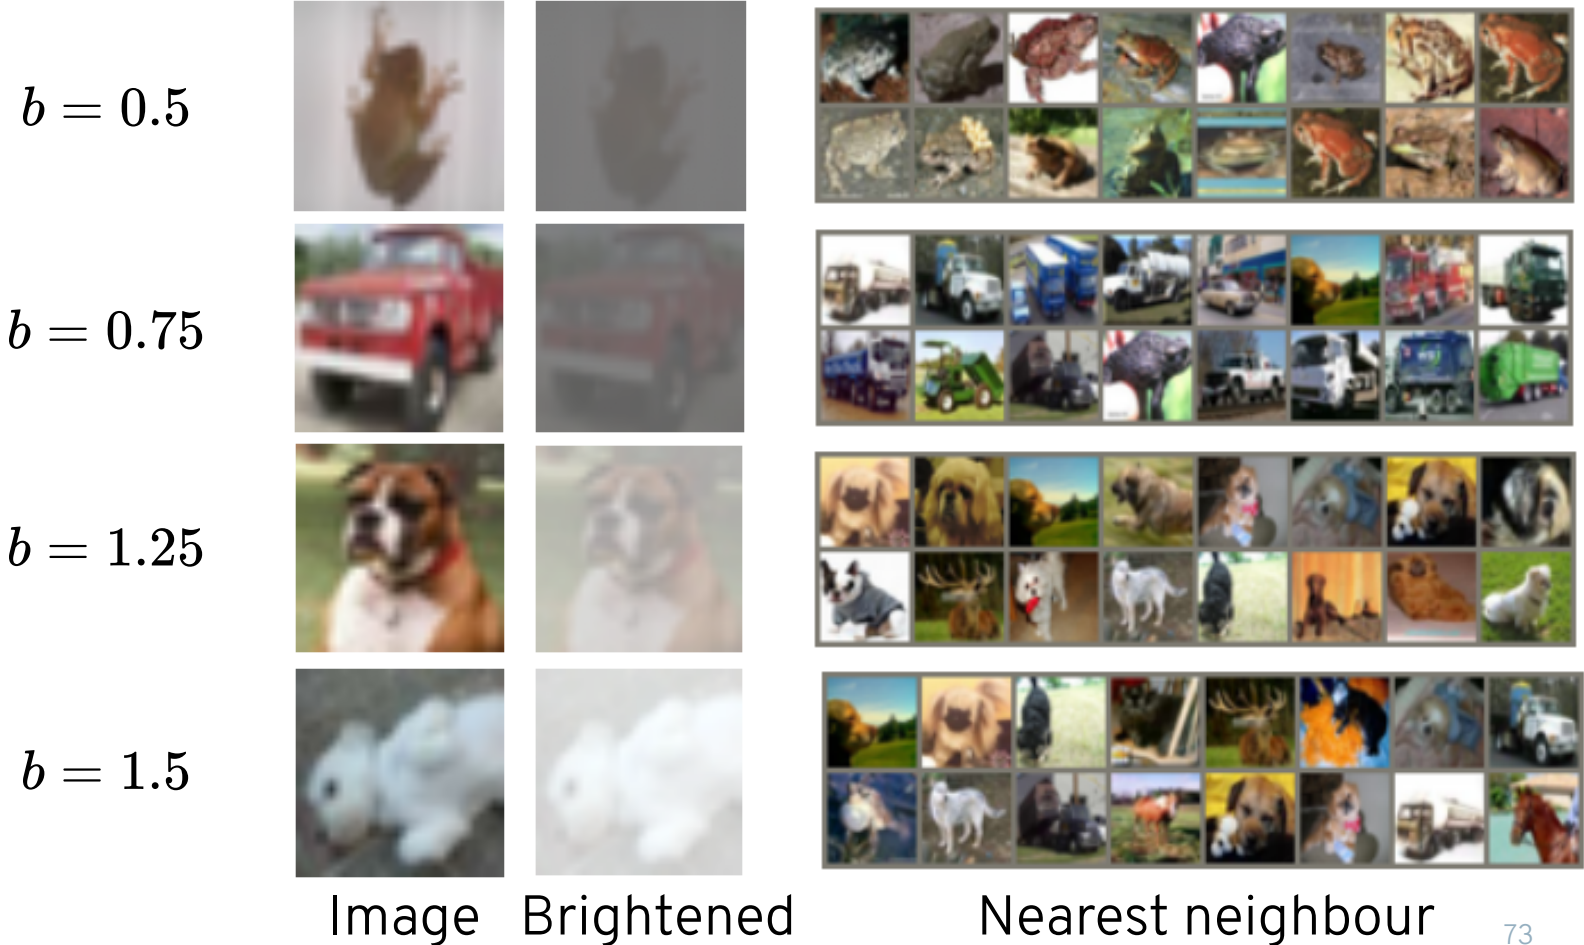 b = 0.5
b = 0.75
b = 1.25
b = 1.5
Image Brightened Nearest neighbour
73